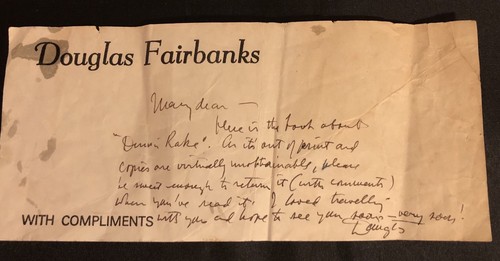 Douglas Fairbanks
Mary dear —
Here is the book about
"Demon Rake". As it's out of print and
copies are virtually unobtainable, please
be sweet enough to return it (with comments)
when you've read it. I loved travelling
WITH COMPLIMENTS with you and hope to see you soon – very soon!
Douglas